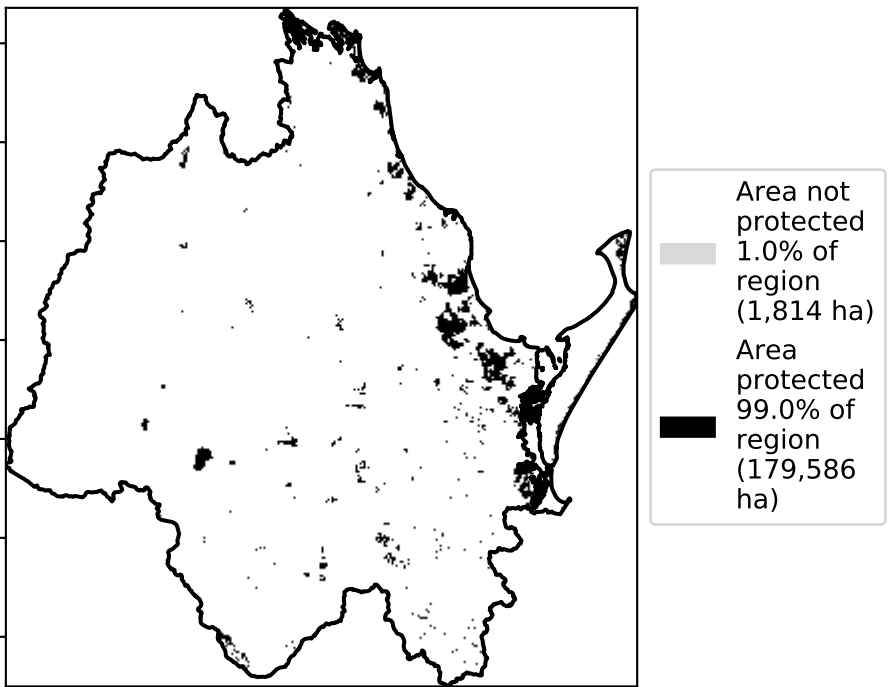 Area not
protected
1.0% of
region
(1,814 ha)
Area
protected
99.0% of
region
(179,586
ha)